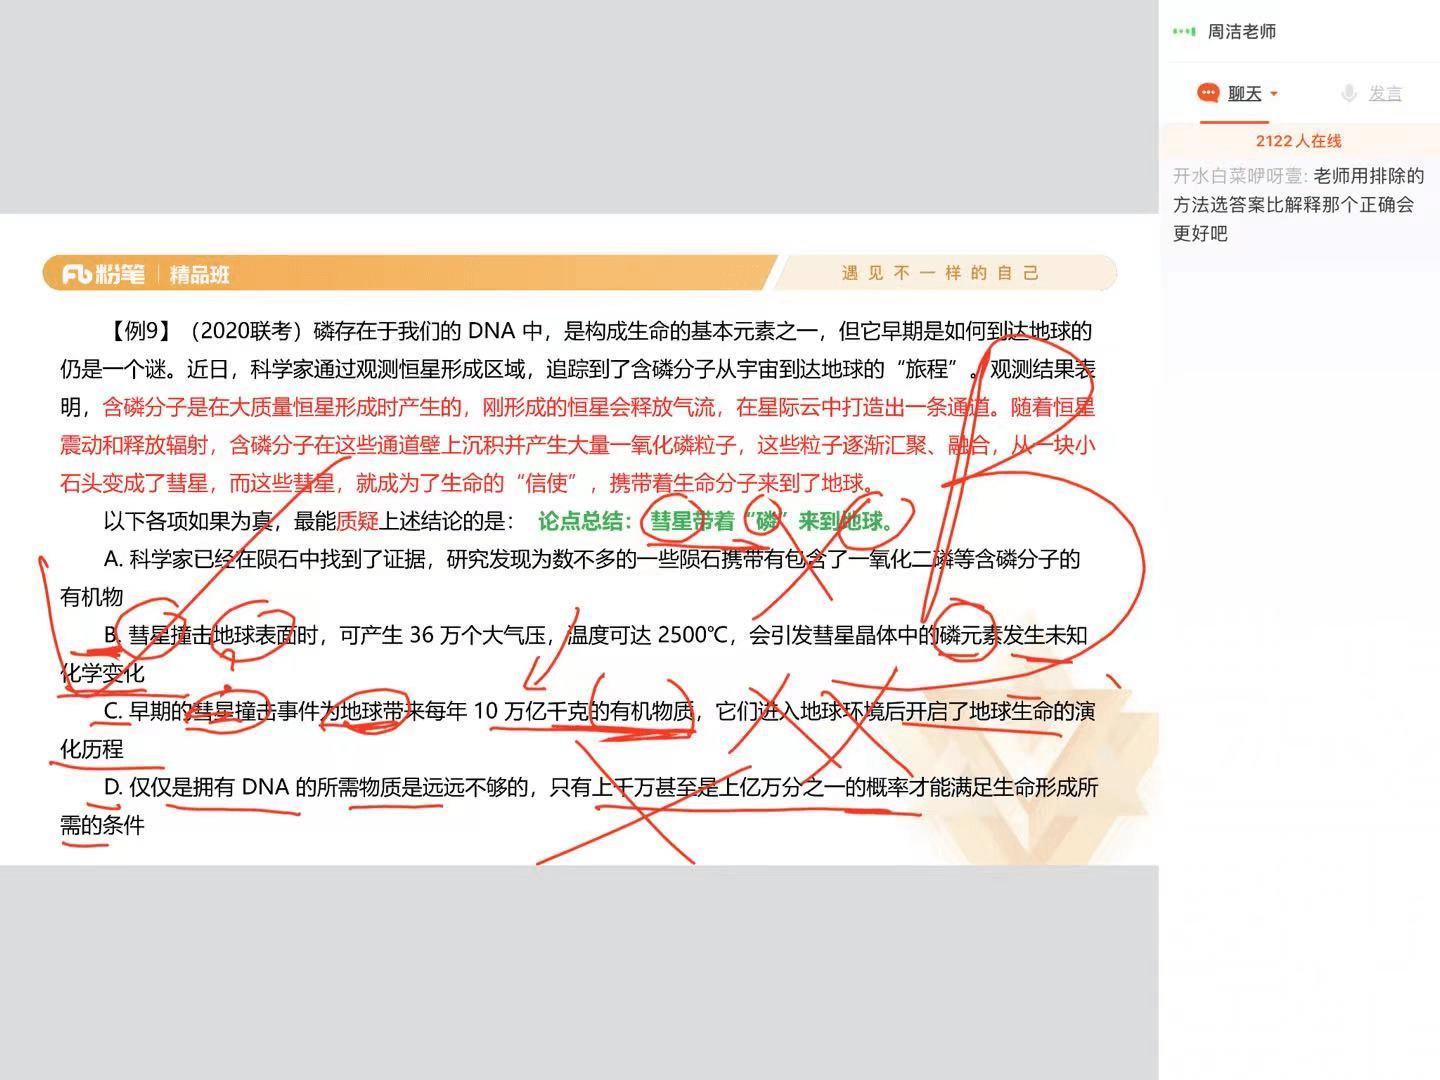 周洁老师
聊天
发言
2122人在线
开水白菜咿呀壹: 老师用排除的
方法选答案比解释那个正确会
更好吧
粉笔 精品班
遇见不一样的自己
【例9】（2020联考）磷存在于我们的 DNA 中，是构成生命的基本元素之一，但它早期是如何到达地球的
仍是一个谜。近日，科学家通过观测恒星形成区域，追踪到了含磷分子从宇宙到达地球的“旅程”。观测结果表
明，含磷分子是在大质量恒星形成时产生的，刚形成的恒星会释放气流，在星际云中打造出一条通道。随着恒星
震动和释放辐射，含磷分子在这些通道壁上沉积并产生大量一氧化磷粒子，这些粒子逐渐汇聚、融合，从一块小
石头变成了彗星，而这些彗星，就成为了生命的“信使”，携带着生命分子来到了地球。
以下各项如果为真，最能质疑上述结论的是： 论点总结：彗星带着“磷”来到地球。
A. 科学家已经在陨石中找到了证据，研究发现为数不多的一些陨石携带有包含了一氧化二磷等含磷分子的
有机物
B. 彗星撞击地球表面时，可产生 36 万个大气压，温度可达 2500℃，会引发彗星晶体中的磷元素发生未知
化学变化
C. 早期的彗星撞击事件为地球带来每年 10 万亿千克的有机物质，它们进入地球环境后开启了地球生命的演
化历程
D. 仅仅是拥有 DNA 的所需物质是远远不够的，只有上千万甚至是上亿万分之一的概率才能满足生命形成所
需的条件
B